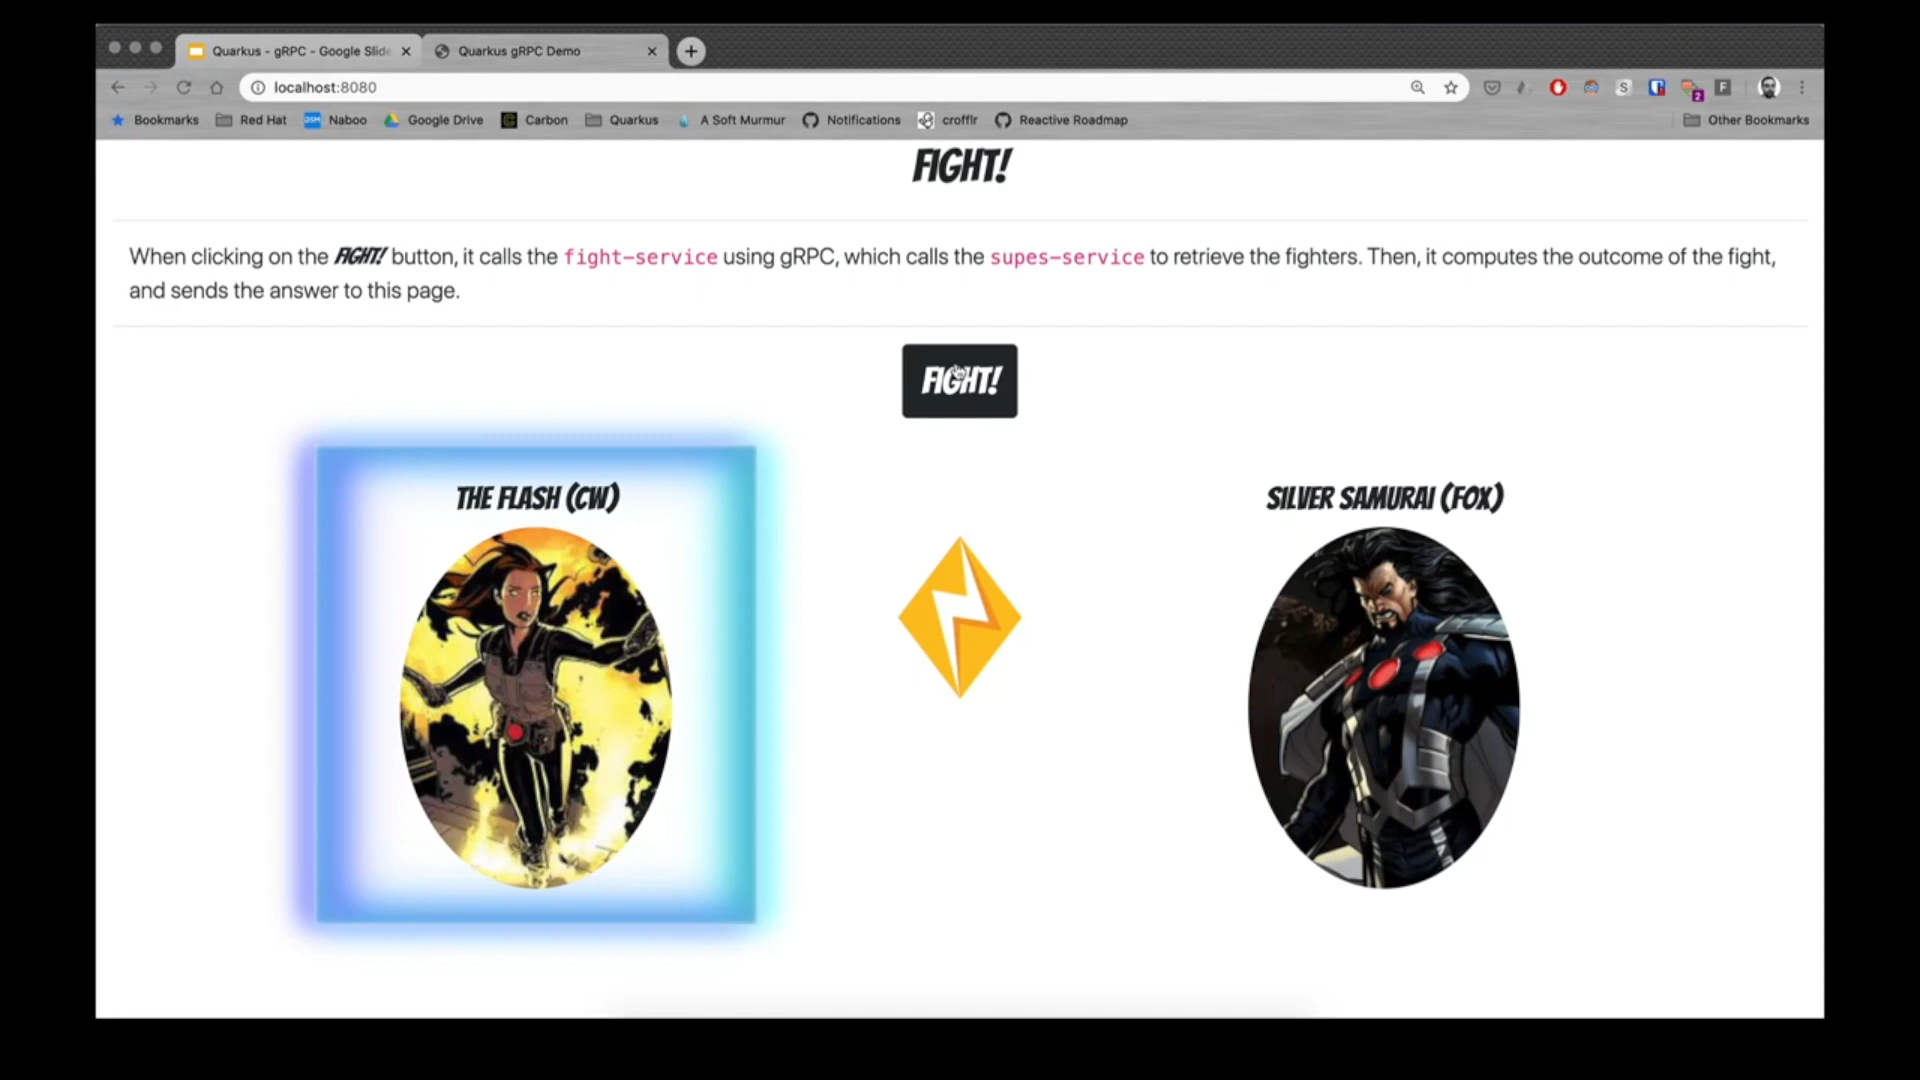 Quarkus - gRPC - Google Slide
Quarkus gRPC Demo
localhost:8080
Bookmarks
Red Hat
Naboo
Google Drive
Carbon
Quarkus
A Soft Murmur
Notifications
crofflr
Reactive Roadmap
Other Bookmarks
FIGHT!
When clicking on the FIGHT! button, it calls the fight-service using gRPC, which calls the supes-service to retrieve the fighters. Then, it computes the outcome of the fight,
and sends the answer to this page.
FIGHT!
THE FLASH (CW)
SILVER SAMURAI (FOX)